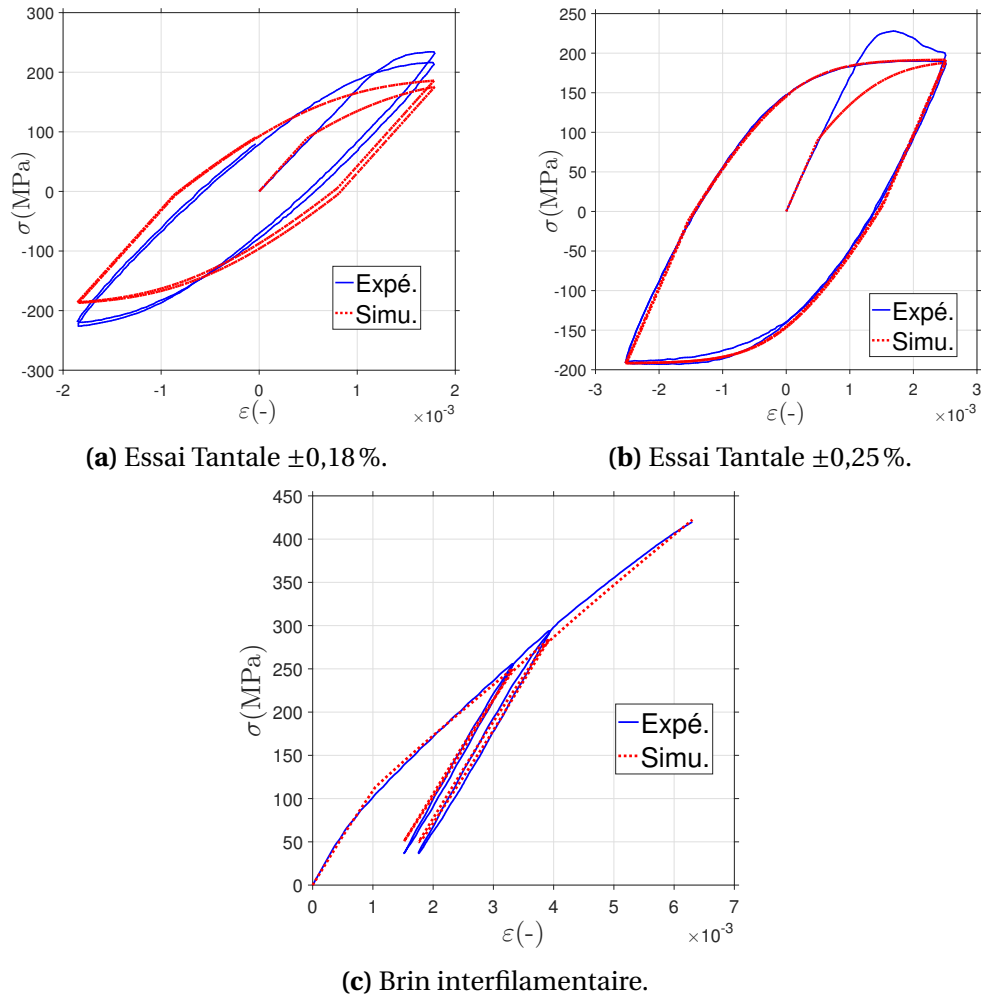 300
200
100
0
-100
-200
-300
σ(MPa)
-2 -1 0 1 2
ε(-)
×10⁻³
Expé.
Simu.
(a) Essai Tantale ±0,18 %.
250
200
150
100
50
0
-50
-100
-150
-200
σ(MPa)
-3 -2 -1 0 1 2 3
ε(-)
×10⁻³
Expé.
Simu.
(b) Essai Tantale ±0,25 %.
450
400
350
300
250
200
150
100
50
0
σ(MPa)
0 1 2 3 4 5 6 7
ε(-)
×10⁻³
Expé.
Simu.
(c) Brin interfilamentaire.